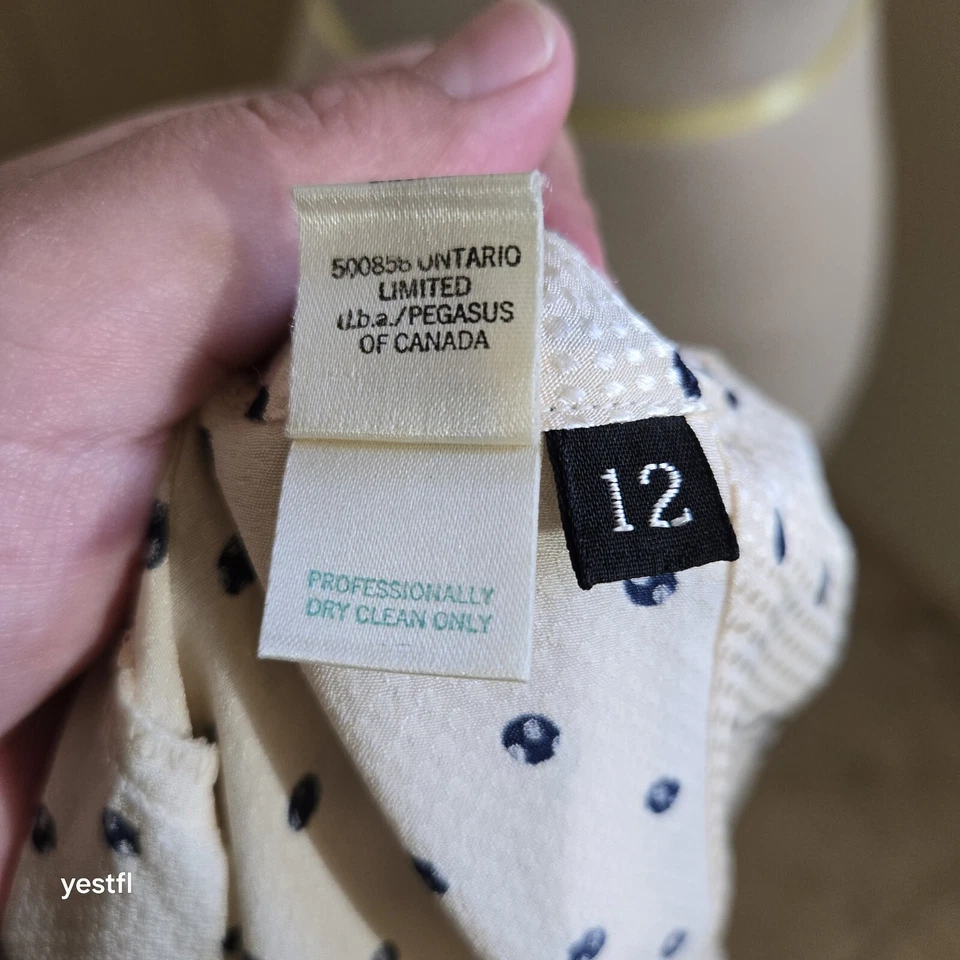 500856 ONTARIO
LIMITED
d.b.a./PEGASUS
OF CANADA
12
PROFESSIONALLY
DRY CLEAN ONLY
yestfl